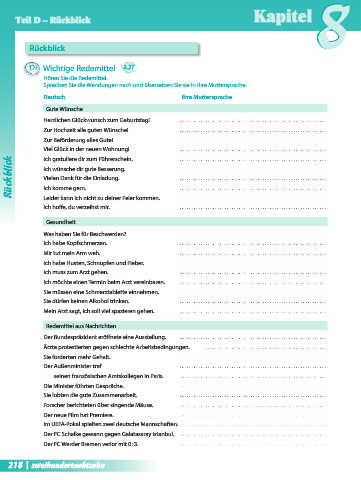 Teil D – Rückblick
Kapitel 8
Rückblick
Wichtige Redemittel
Hören Sie die Redemittel.
Sprechen Sie die Wendungen nach und übersetzen Sie sie in Ihre Muttersprache.
Deutsch Ihre Muttersprache
Gute Wünsche
Herzlichen Glückwunsch zum Geburtstag!
Zur Hochzeit alle guten Wünsche!
Zur Beförderung alles Gute!
Viel Glück in der neuen Wohnung!
Ich gratuliere dir zum Führerschein.
Ich wünsche dir gute Besserung.
Vielen Dank für die Einladung.
Ich komme gern.
Leider kann ich nicht zu deiner Feier kommen.
Ich hoffe, du verzeihst mir.
Gesundheit
Was haben Sie für Beschwerden?
Ich habe Kopfschmerzen.
Mir tut mein Arm weh.
Ich habe Husten, Schnupfen und Fieber.
Ich muss zum Arzt gehen.
Ich möchte einen Termin beim Arzt vereinbaren.
Sie müssen eine Schmerztablette einnehmen.
Sie dürfen keinen Alkohol trinken.
Mein Arzt sagt, ich soll viel spazieren gehen.
Redemittel aus Nachrichten
Der Bundespräsident eröffnete eine Ausstellung.
Ärzte protestierten gegen schlechte Arbeitsbedingungen.
Sie forderten mehr Gehalt.
Der Außenminister traf
seinen französischen Amtskollegen in Paris.
Die Minister führten Gespräche.
Sie lobten die gute Zusammenarbeit.
Forscher berichteten über singende Mäuse.
Der neue Film hat Premiere.
Im UEFA-Pokal spielten zwei deutsche Mannschaften.
Der FC Schalke gewann gegen Galatasaray Istanbul.
Der FC Werder Bremen verlor mit 0:3.
Rückblick
218 | zweihundertachtzehn